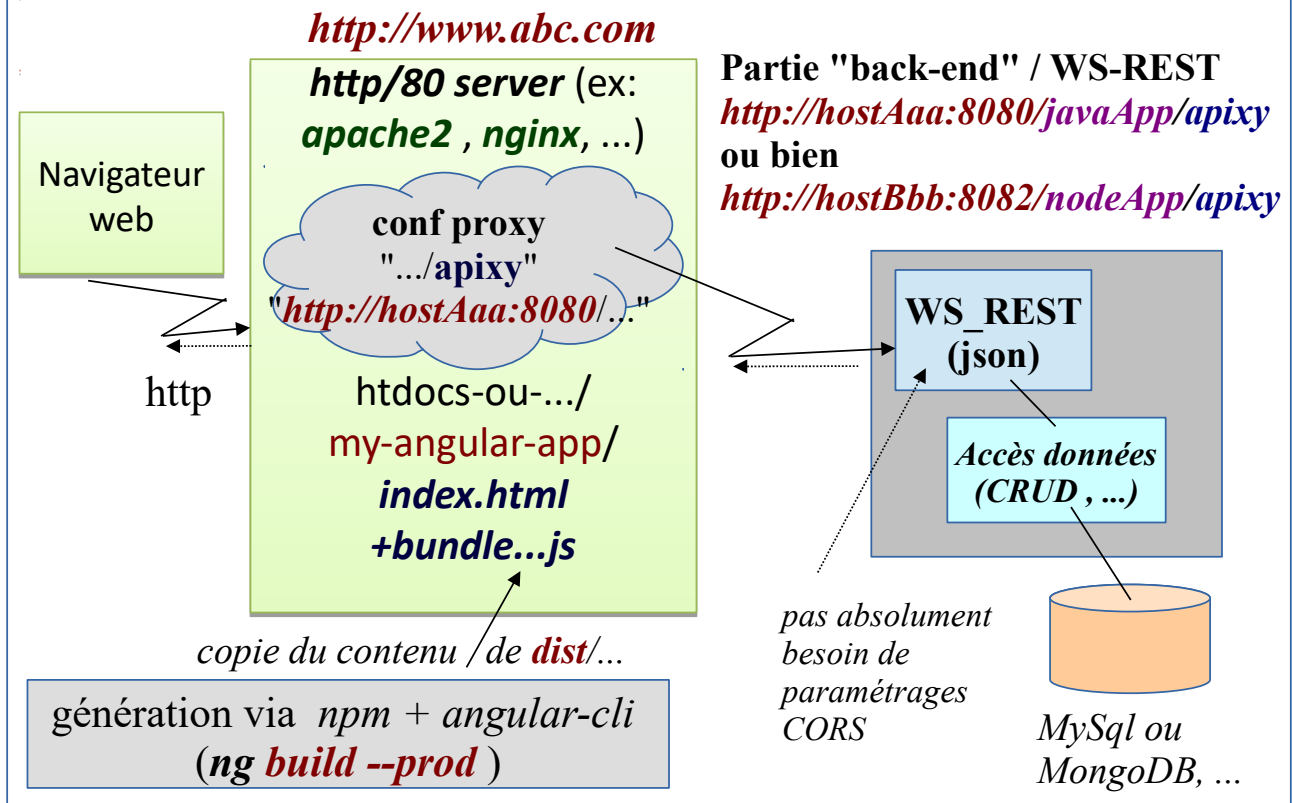 http://www.abc.com
http/80 server (ex:
apache2 , nginx, ...)
Navigateur
web
conf proxy
".../apixy"
"http://hostAaa:8080/..."
http
htdocs-ou-.../
my-angular-app/
index.html
+bundle...js
copie du contenu de dist/...
génération via npm + angular-cli
(ng build --prod )
Partie "back-end" / WS-REST
http://hostAaa:8080/javaApp/apixy
ou bien
http://hostBbb:8082/nodeApp/apixy
WS_REST
(json)
Accès données
(CRUD , ...)
pas absolument
besoin de
paramétrages
CORS
MySql ou
MongoDB, ...